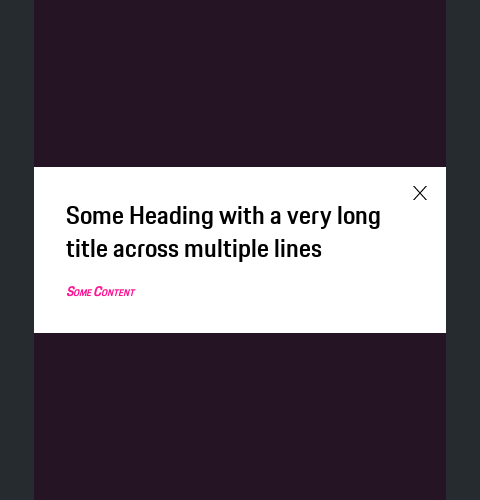 Some Heading with a very long
title across multiple lines
Some Content